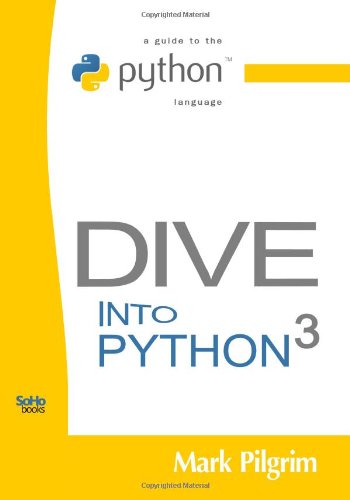 Copyrighted Material
a guide to the
python™
language
DIVE
INTO
PYTHON3
SoHo
books
Mark Pilgrim
Copyrighted Material